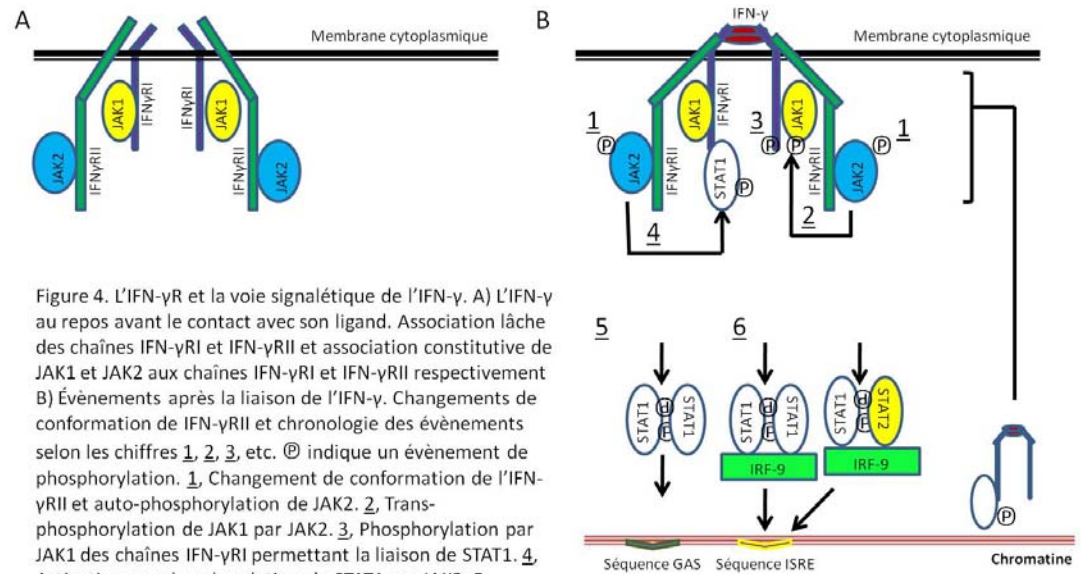 A
Membrane cytoplasmique
JAK1
IFNγRI
IFNγRI
JAK1
JAK2
IFNγRII
IFNγRII
JAK2
B
IFN-γ
Membrane cytoplasmique
1
P
JAK2
IFNγRII
JAK1
IFNγRI
STAT1
P
3
P
JAK1
P
IFNγRII
JAK2
P
1
4
2
Figure 4. L'IFN-γR et la voie signalétique de l'IFN-γ. A) L'IFN-γ
au repos avant le contact avec son ligand. Association lâche
des chaînes IFN-γRI et IFN-γRII et association constitutive de
JAK1 et JAK2 aux chaînes IFN-γRI et IFN-γRII respectivement
B) Évènements après la liaison de l'IFN-γ. Changements de
conformation de IFN-γRII et chronologie des évènements
selon les chiffres 1, 2, 3, etc. Ⓟ indique un évènement de
phosphorylation. 1, Changement de conformation de l'IFN-
γRII et auto-phosphorylation de JAK2. 2, Trans-
phosphorylation de JAK1 par JAK2. 3, Phosphorylation par
JAK1 des chaînes IFN-γRI permettant la liaison de STAT1. 4,
5
6
STAT1
P
P
STAT1
STAT1
P
P
STAT1
IRF-9
STAT1
P
P
STAT2
IRF-9
P
Séquence GAS
Séquence ISRE
Chromatine